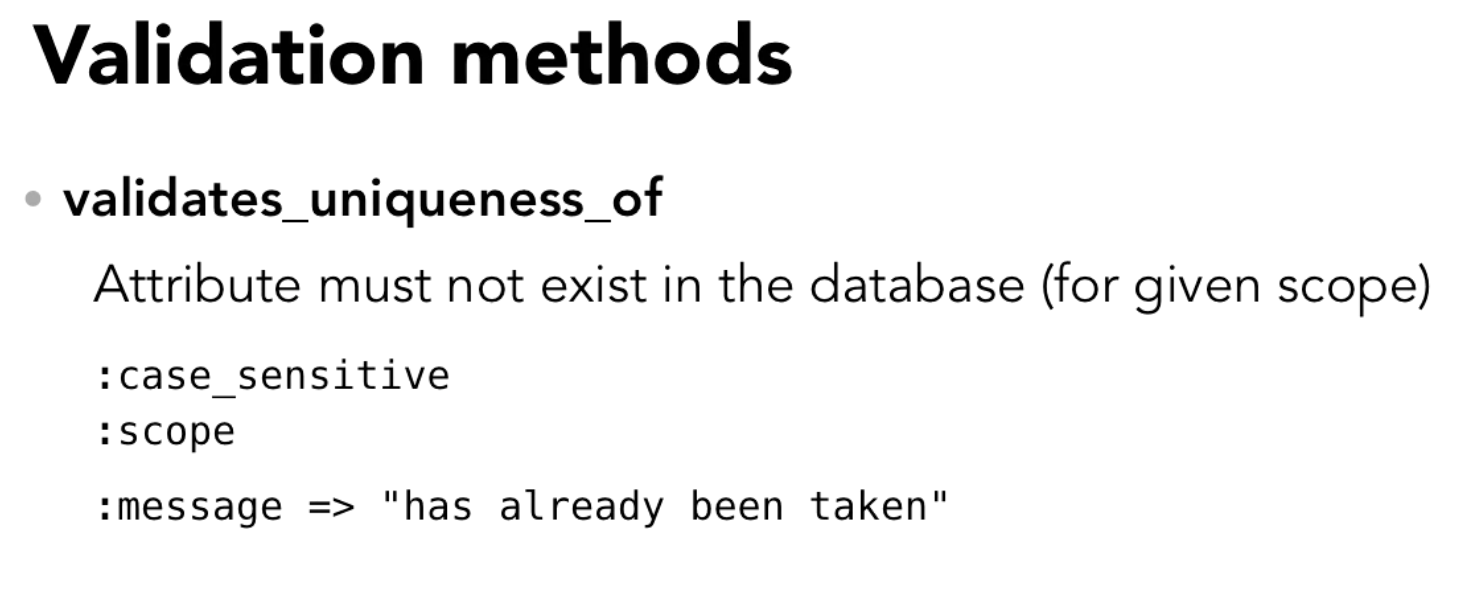 Validation methods
• validates_uniqueness_of
Attribute must not exist in the database (for given scope)
:case_sensitive
:scope
:message => "has already been taken"